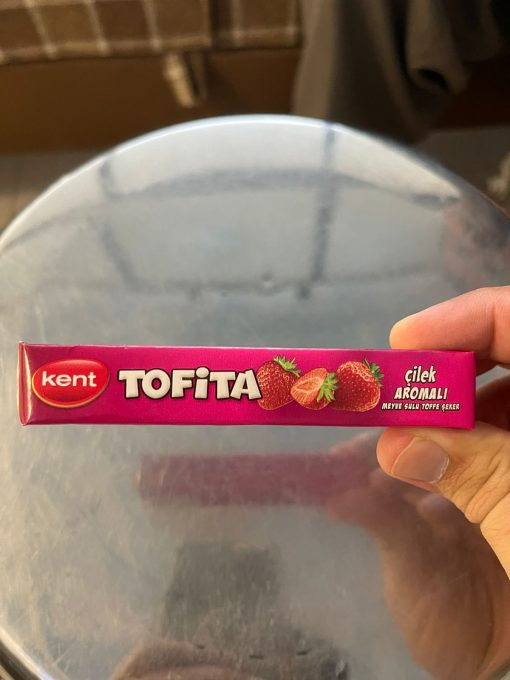 kent
TOFiTA
çilek
AROMALI
MEYVE SULU TOFFE ŞEKER